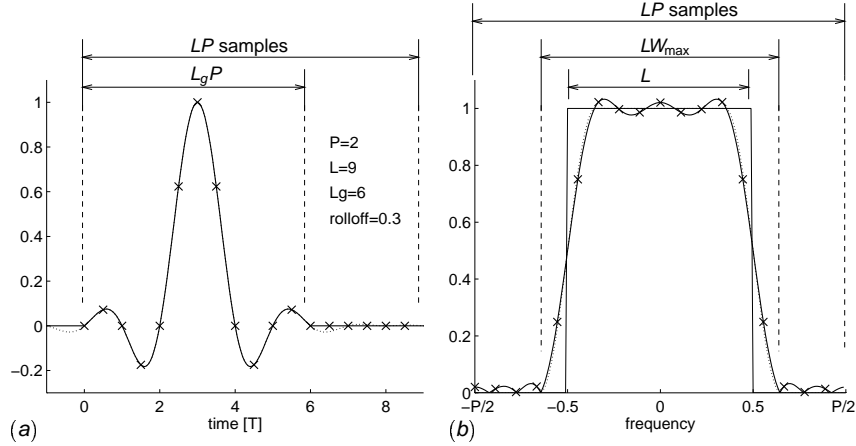 LP samples
L_gP
1
0.8
0.6
0.4
0.2
0
−0.2
P=2
L=9
Lg=6
rolloff=0.3
0 2 4 6 8
time [T]
(a)
LP samples
LW_max
L
1
0.8
0.6
0.4
0.2
0
−P/2 −0.5 0 0.5 P/2
frequency
(b)